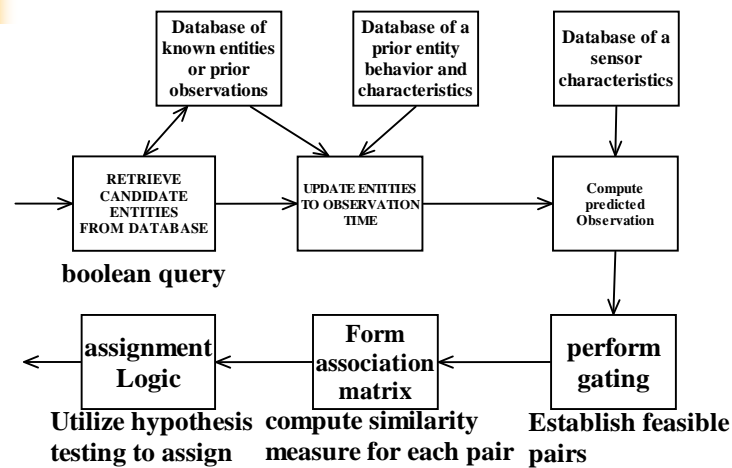 Database of
known entities
or prior
observations
Database of a
prior entity
behavior and
characteristics
Database of a
sensor
characteristics
RETRIEVE
CANDIDATE
ENTITIES
FROM DATABASE
UPDATE ENTITIES
TO OBSERVATION
TIME
Compute
predicted
Observation
boolean query
assignment
Logic
Form
association
matrix
perform
gating
Utilize hypothesis
testing to assign
compute similarity
measure for each pair
Establish feasible
pairs